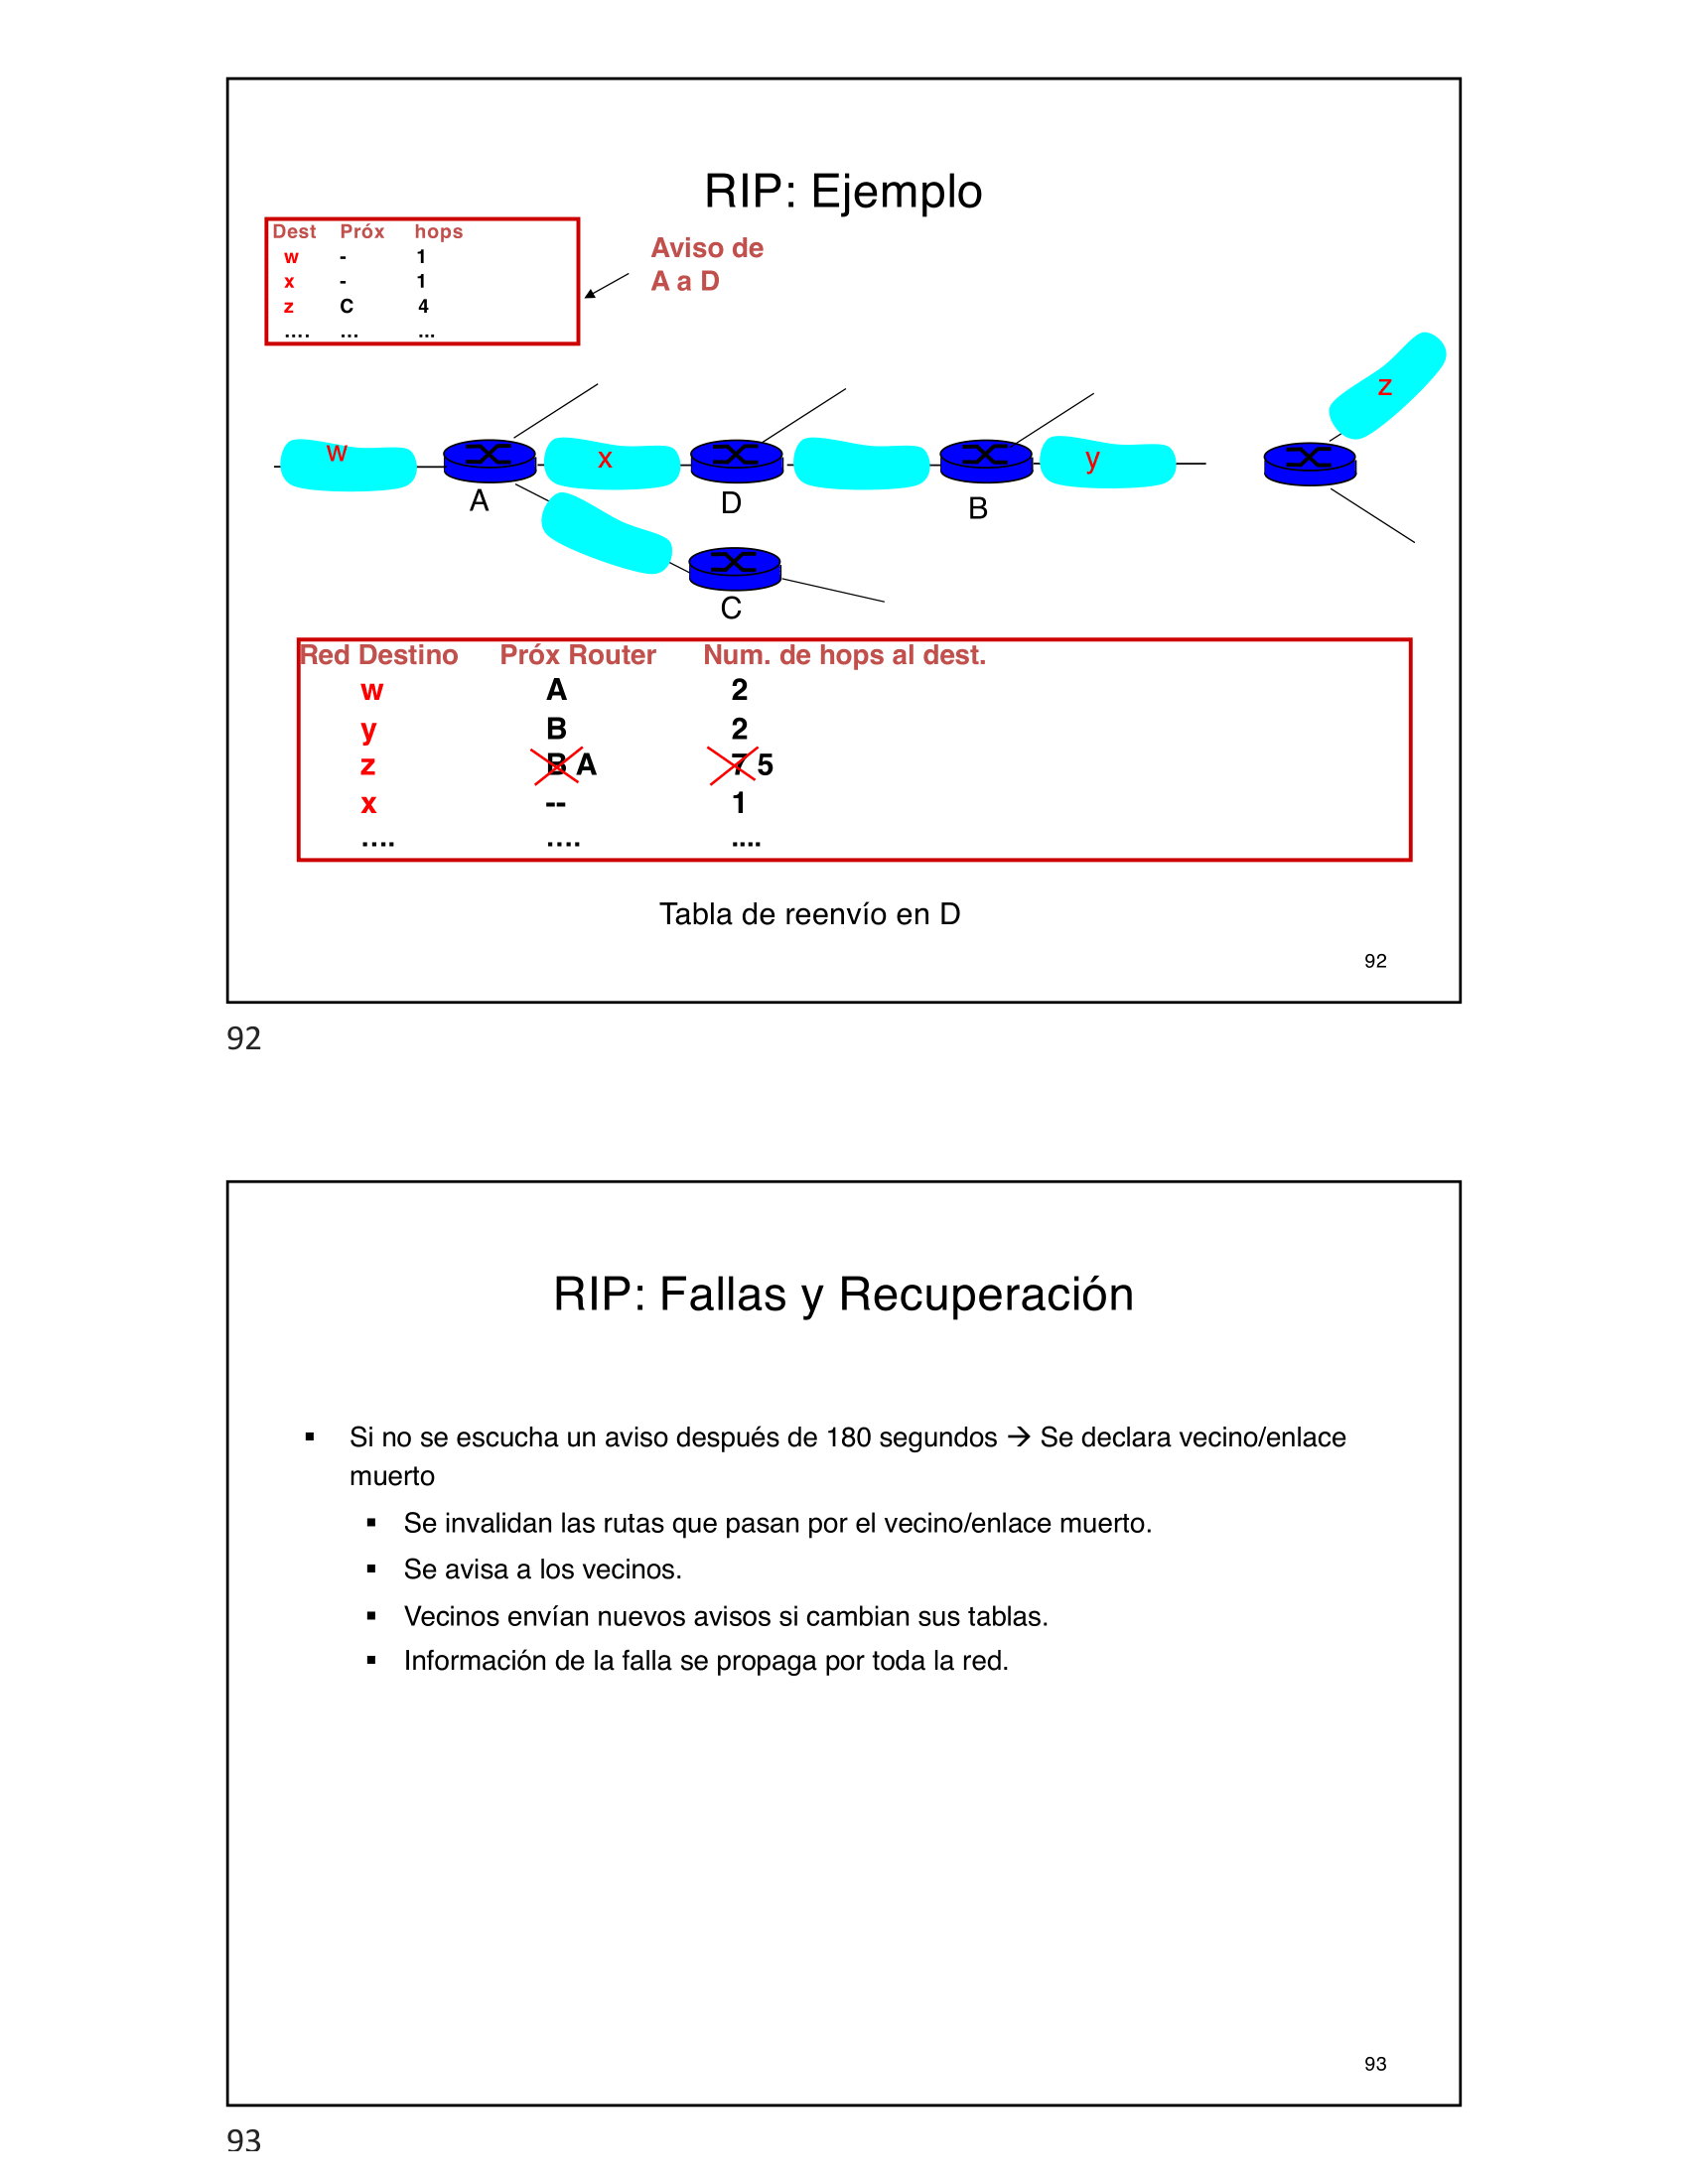 RIP: Ejemplo
Dest Próx hops
w - 1
x - 1
z C 4
.... ... ...
Aviso de
A a D
z
w
x
y
A
D
B
C
Red Destino Próx Router Num. de hops al dest.
w A 2
y B 2
z B A 7 5
x -- 1
.... .... ....
Tabla de reenvío en D
92
92
RIP: Fallas y Recuperación
▪ Si no se escucha un aviso después de 180 segundos → Se declara vecino/enlace
muerto
▪ Se invalidan las rutas que pasan por el vecino/enlace muerto.
▪ Se avisa a los vecinos.
▪ Vecinos envían nuevos avisos si cambian sus tablas.
▪ Información de la falla se propaga por toda la red.
93
93